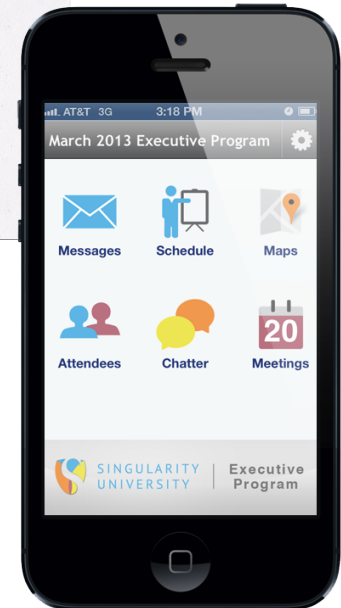 AT&T 3G 3:18 PM
March 2013 Executive Program
Messages Schedule Maps
20
Attendees Chatter Meetings
SINGULARITY UNIVERSITY
Executive Program